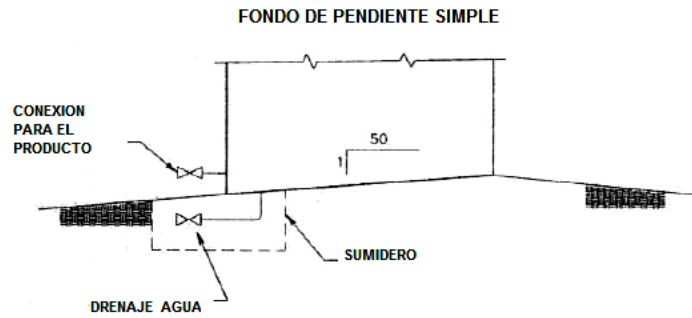 FONDO DE PENDIENTE SIMPLE
CONEXION
PARA EL
PRODUCTO
50
1
SUMIDERO
DRENAJE AGUA